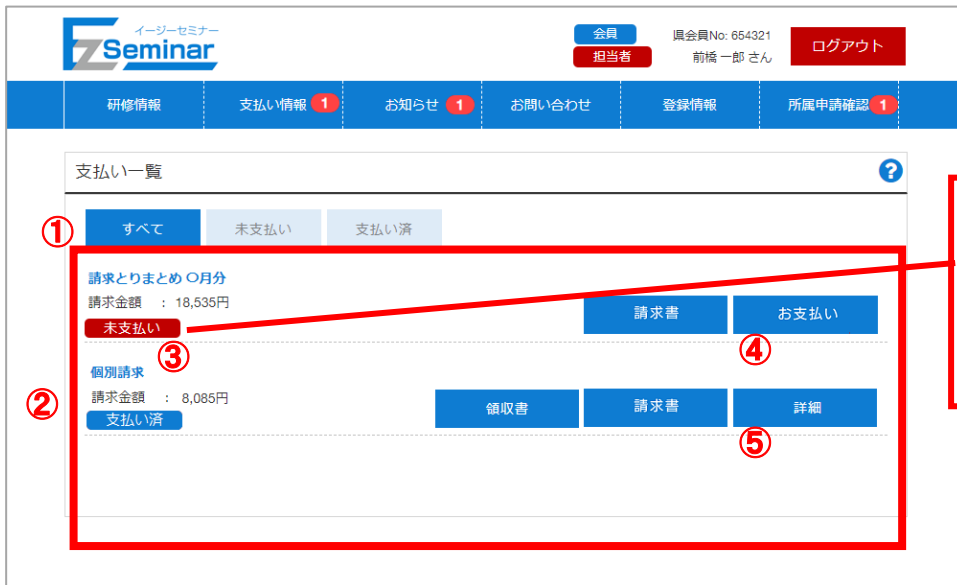 イージーセミナー
EZ Seminar
会員
県会員No: 654321
担当者
前橋 一郎 さん
ログアウト
研修情報
支払い情報 1
お知らせ 1
お問い合わせ
登録情報
所属申請確認 1
支払い一覧
?
①
すべて
未支払い
支払い済
請求とりまとめ 〇月分
請求金額 : 18,535円
未支払い
請求書
お支払い
③
④
個別請求
②
請求金額 : 8,085円
支払い済
領収書
請求書
詳細
⑤